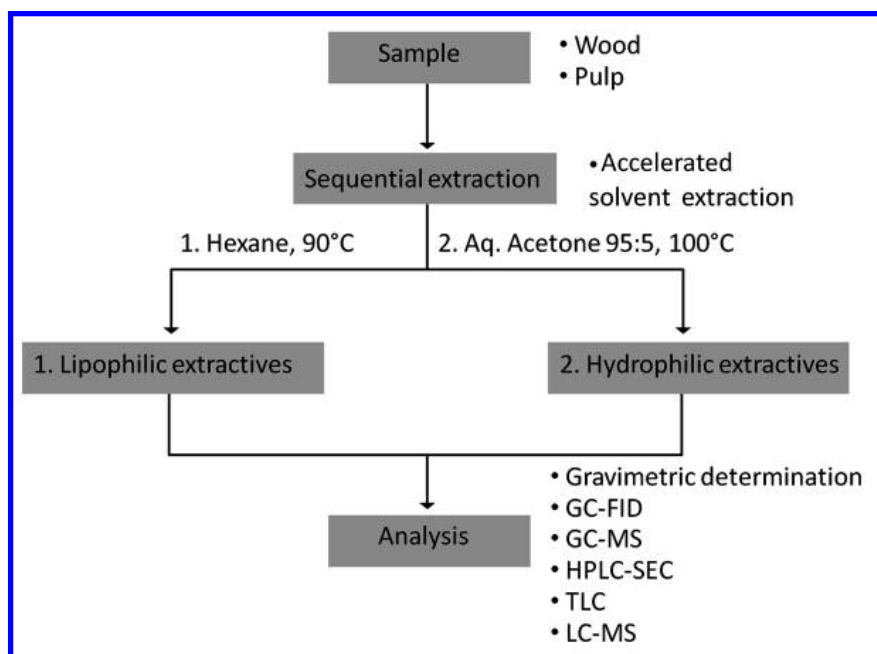 Sample
• Wood
• Pulp
Sequential extraction
•Accelerated
solvent extraction
1. Hexane, 90°C
2. Aq. Acetone 95:5, 100°C
1. Lipophilic extractives
2. Hydrophilic extractives
Analysis
• Gravimetric determination
• GC-FID
• GC-MS
• HPLC-SEC
• TLC
• LC-MS